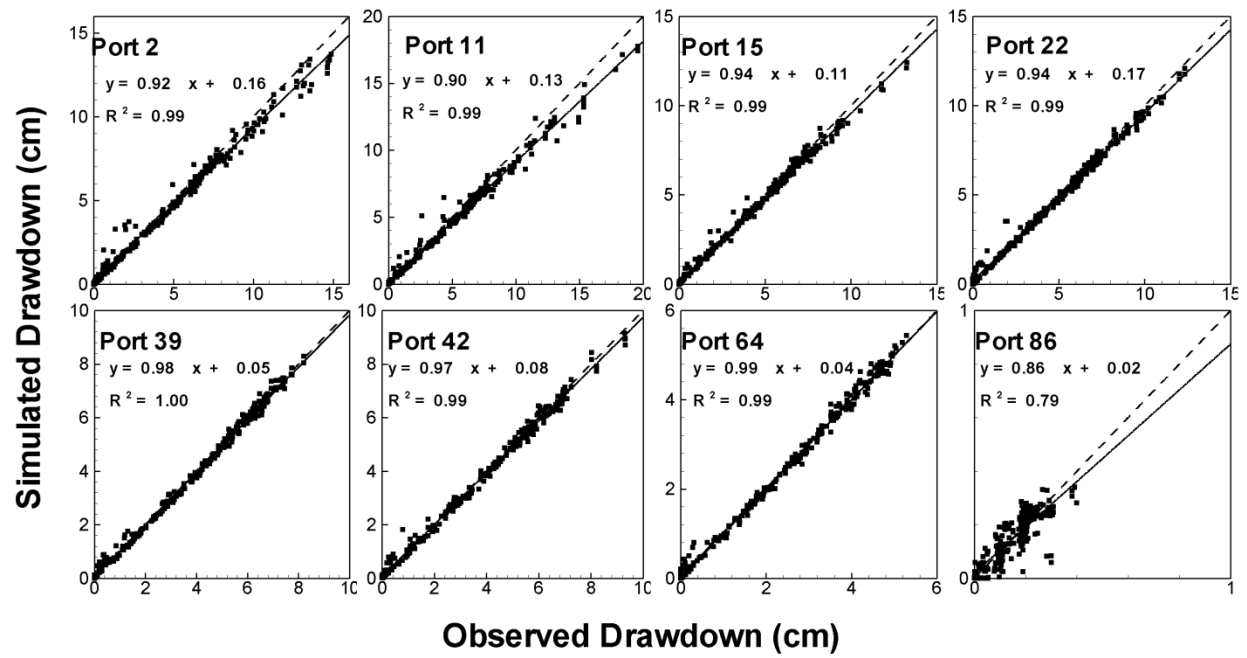 Simulated Drawdown (cm)
15
10
5
0
Port 2
y = 0.92 x + 0.16
R 2 = 0.99
0 5 10 15
20
15
10
5
0
Port 11
y = 0.90 x + 0.13
R 2 = 0.99
0 5 10 15 20
15
10
5
0
Port 15
y = 0.94 x + 0.11
R 2 = 0.99
0 5 10 15
15
10
5
0
Port 22
y = 0.94 x + 0.17
R 2 = 0.99
0 5 10 15
10
8
6
4
2
0
Port 39
y = 0.98 x + 0.05
R 2 = 1.00
0 2 4 6 8 10
10
8
6
4
2
0
Port 42
y = 0.97 x + 0.08
R 2 = 0.99
0 2 4 6 8 10
6
4
2
0
Port 64
y = 0.99 x + 0.04
R 2 = 0.99
0 2 4 6
1
0
Port 86
y = 0.86 x + 0.02
R 2 = 0.79
0 1
Observed Drawdown (cm)